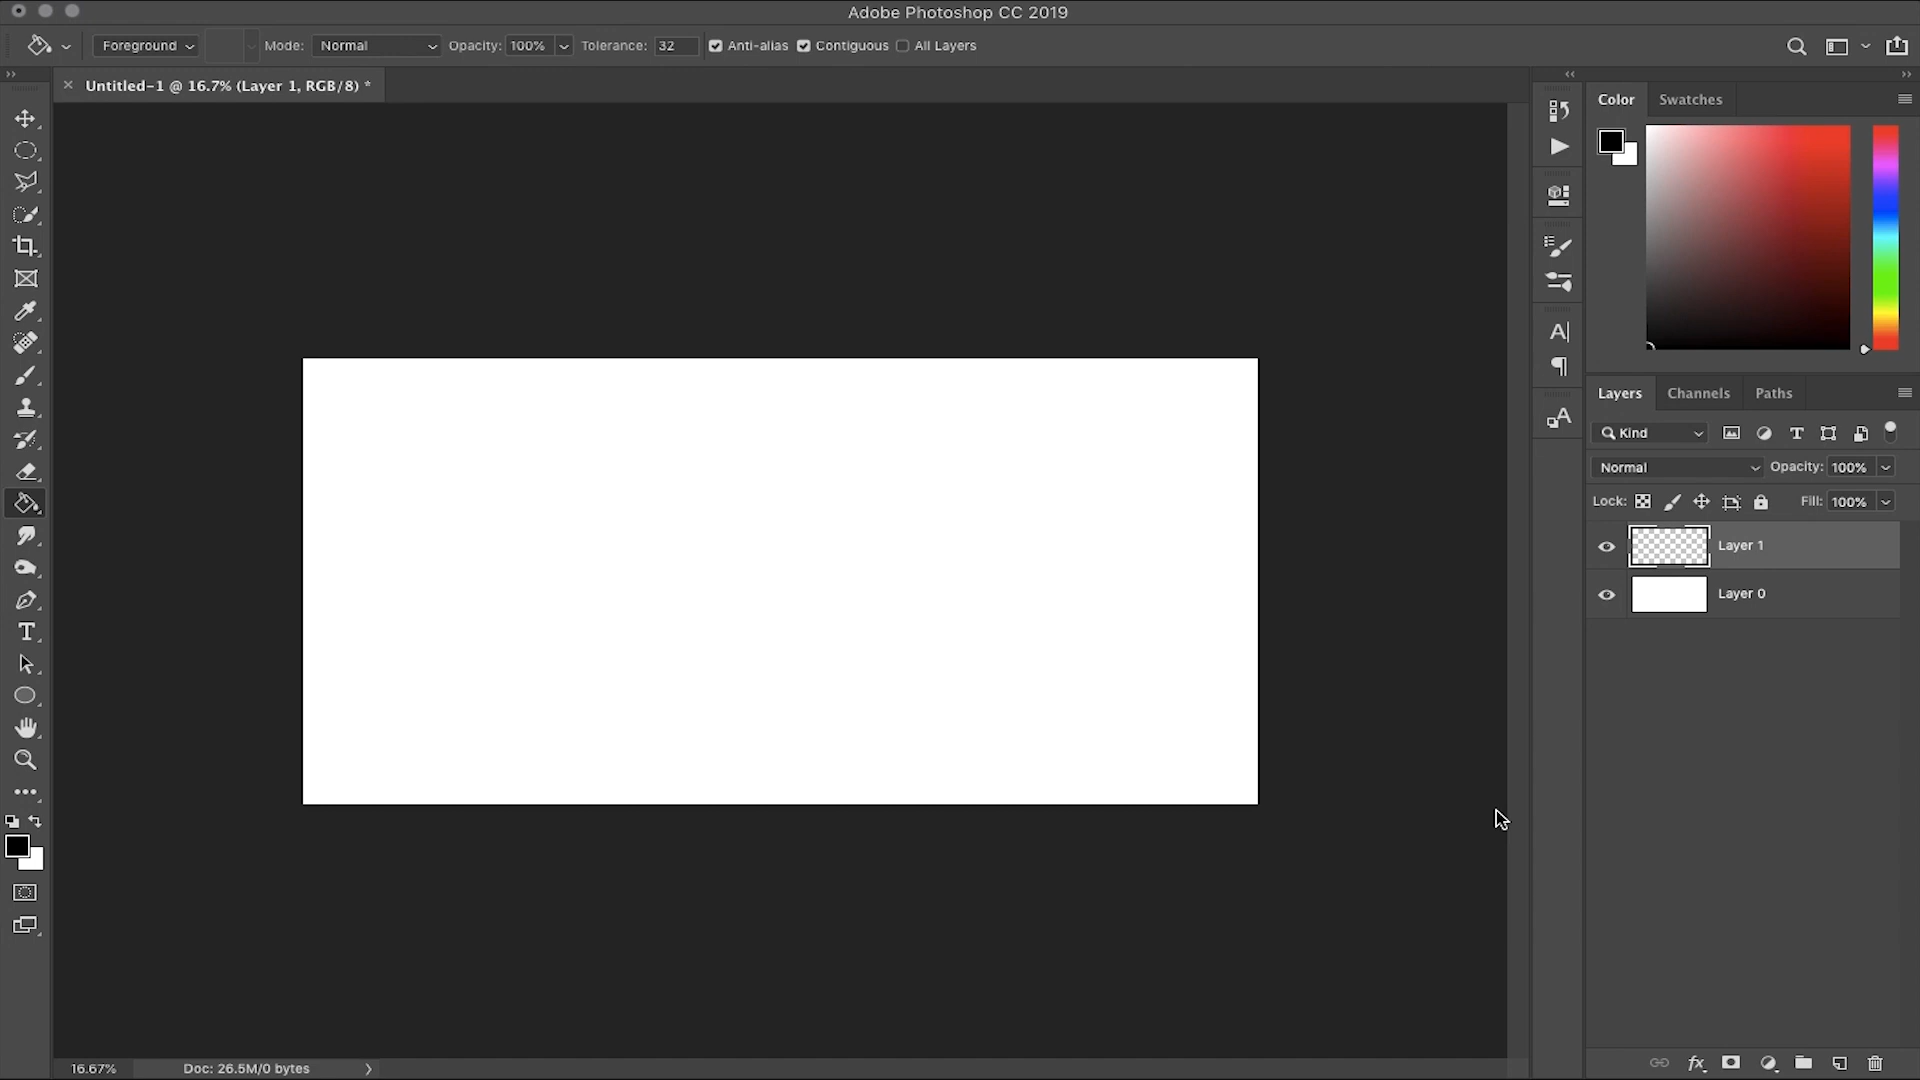 Adobe Photoshop CC 2019
Foreground Mode: Normal Opacity: 100% Tolerance: 32 Anti-alias Contiguous All Layers
Untitled-1 @ 16.7% (Layer 1, RGB/8) *
Color Swatches
Layers Channels Paths
Kind
Normal Opacity: 100%
Lock: Fill: 100%
Layer 1
Layer 0
16.67% Doc: 26.5M/0 bytes